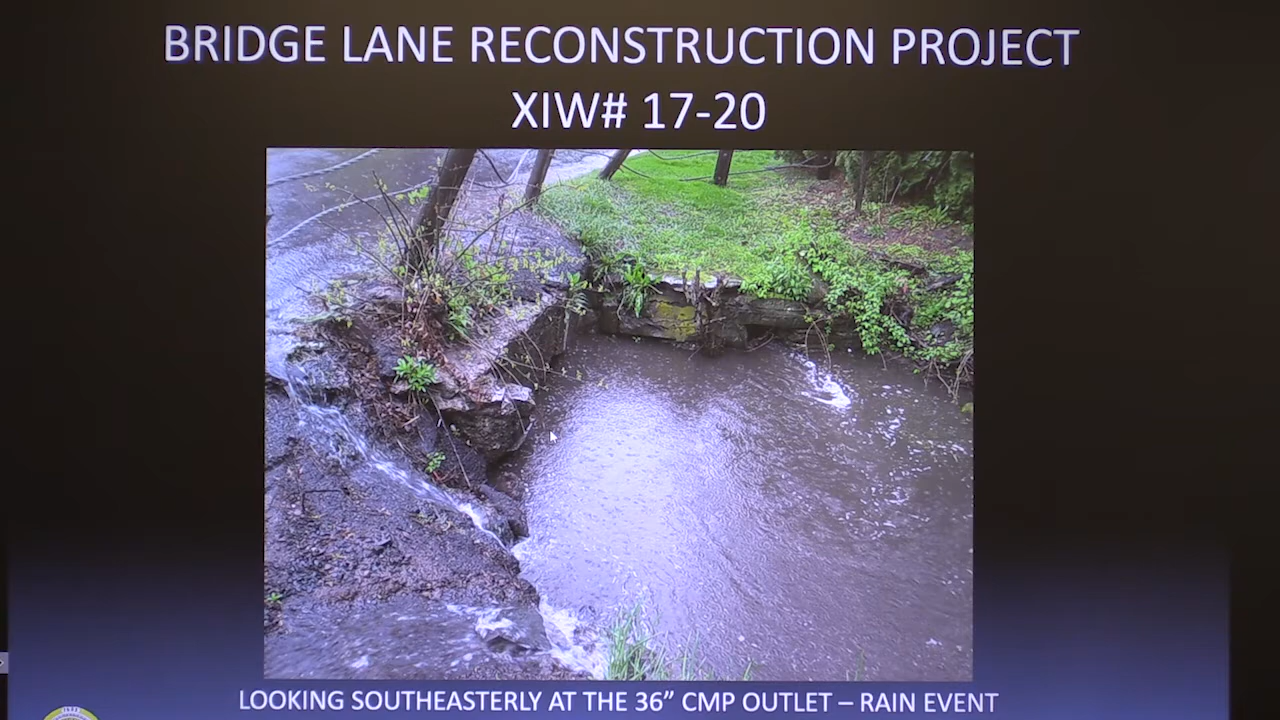 BRIDGE LANE RECONSTRUCTION PROJECT
XIW# 17-20
LOOKING SOUTHEASTERLY AT THE 36” CMP OUTLET – RAIN EVENT